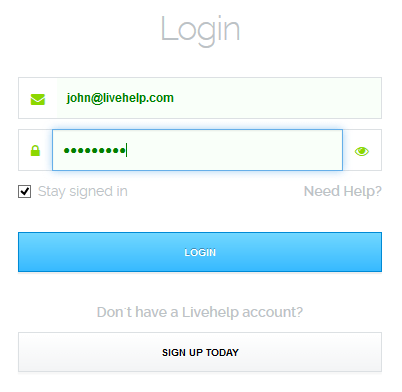 Login
john@livehelp.com
•••••••••
Stay signed in Need Help?
LOGIN
Don't have a Livehelp account?
SIGN UP TODAY